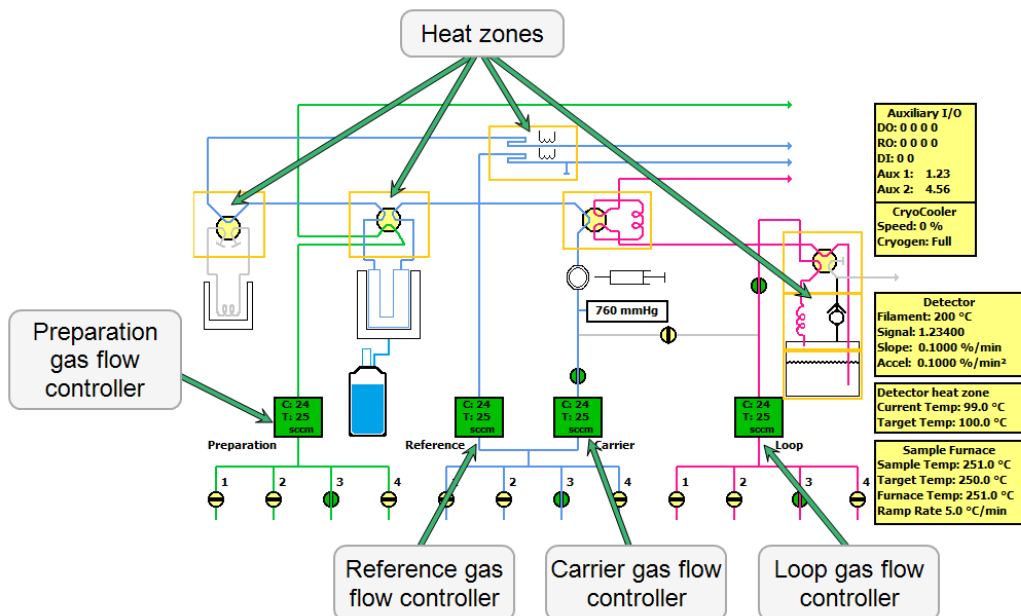 Heat zones
Auxiliary I/O
DO: 0 0 0 0
RO: 0 0 0 0
DI: 0 0
Aux 1: 1.23
Aux 2: 4.56
CryoCooler
Speed: 0 %
Cryogen: Full
760 mmHg
Detector
Filament: 200 °C
Signal: 1.23400
Slope: 0.1000 %/min
Accel: 0.1000 %/min²
Preparation
gas flow
controller
Detector heat zone
Current Temp: 99.0 °C
Target Temp: 100.0 °C
C: 24
T: 25
sccm
Preparation
C: 24
T: 25
sccm
Reference
C: 24
T: 25
sccm
Carrier
C: 24
T: 25
sccm
Loop
Sample Furnace
Sample Temp: 251.0 °C
Target Temp: 250.0 °C
Furnace Temp: 251.0 °C
Ramp Rate 5.0 °C/min
1 2 3 4
1 2 3 4
1 2 3 4
Reference gas
flow controller
Carrier gas flow
controller
Loop gas flow
controller